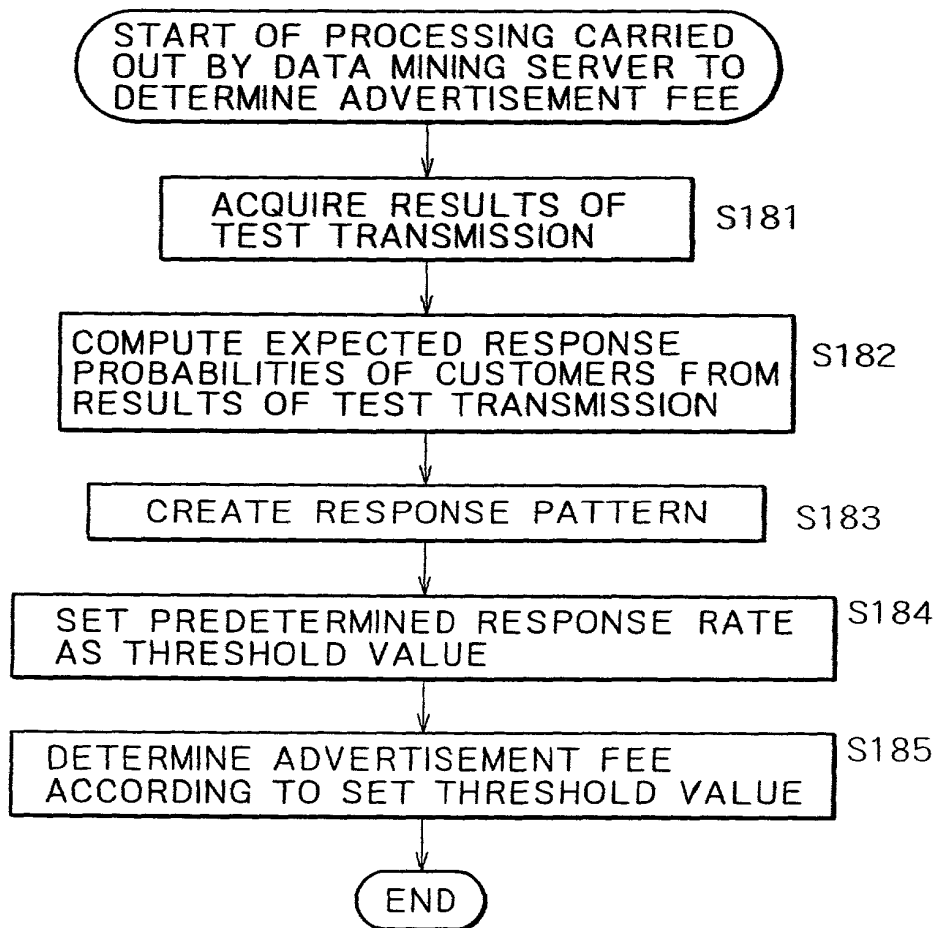 START OF PROCESSING CARRIED
OUT BY DATA MINING SERVER TO
DETERMINE ADVERTISEMENT FEE
ACQUIRE RESULTS OF
TEST TRANSMISSION
S181
COMPUTE EXPECTED RESPONSE
PROBABILITIES OF CUSTOMERS FROM
RESULTS OF TEST TRANSMISSION
S182
CREATE RESPONSE PATTERN
S183
SET PREDETERMINED RESPONSE RATE
AS THRESHOLD VALUE
S184
DETERMINE ADVERTISEMENT FEE
ACCORDING TO SET THRESHOLD VALUE
S185
END